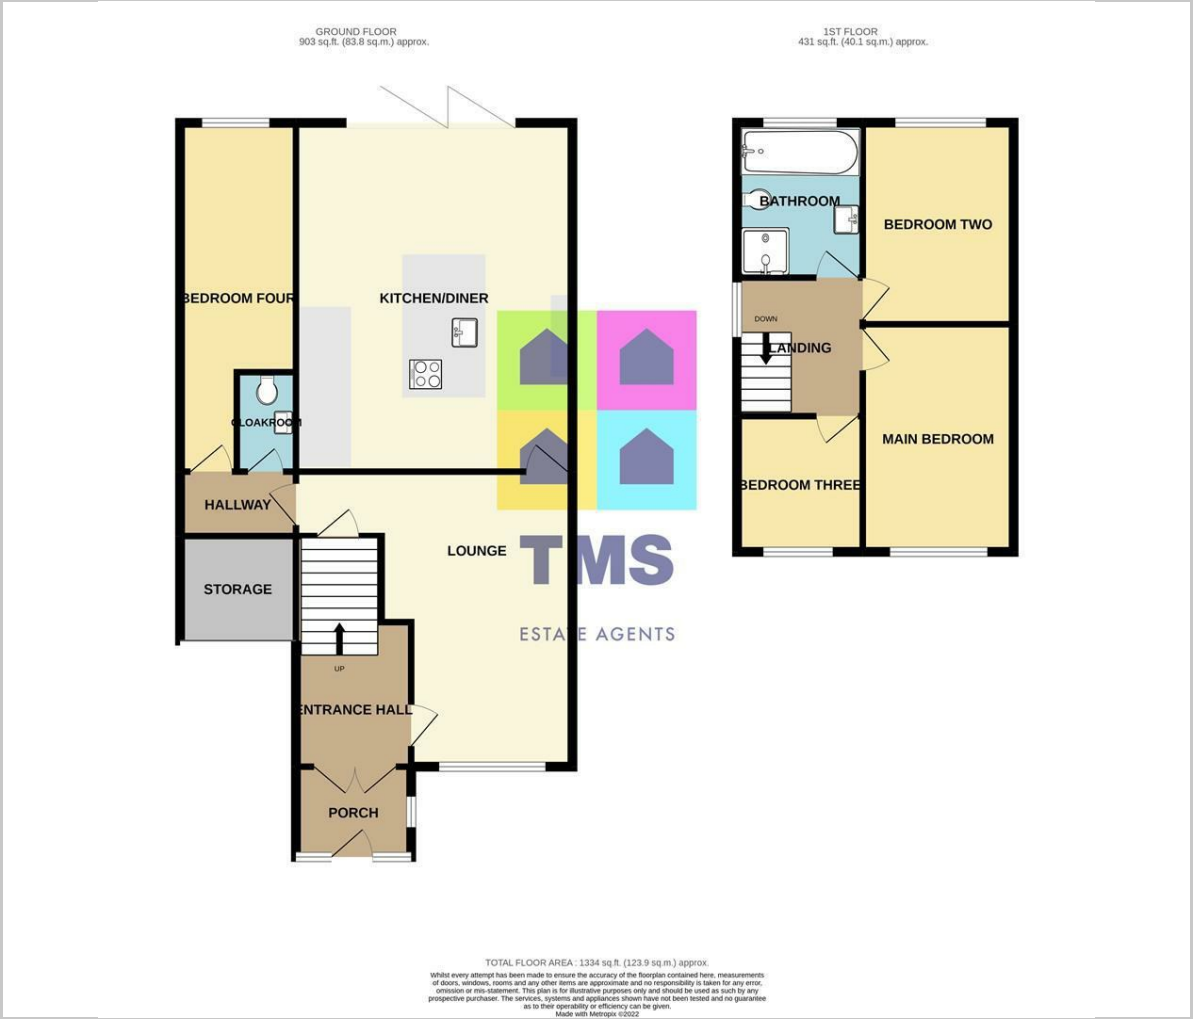 GROUND FLOOR
903 sq.ft. (83.8 sq.m.) approx.
1ST FLOOR
431 sq.ft. (40.1 sq.m.) approx.
BEDROOM FOUR
KITCHEN/DINER
CLOAKROOM
HALLWAY
LOUNGE
STORAGE
UP
ENTRANCE HALL
PORCH
BATHROOM
BEDROOM TWO
DOWN
LANDING
MAIN BEDROOM
BEDROOM THREE
TMS
ESTATE AGENTS
TOTAL FLOOR AREA : 1334 sq.ft. (123.9 sq.m.) approx.
Whilst every attempt has been made to ensure the accuracy of the floorplan contained here, measurements
of doors, windows, rooms and any other items are approximate and no responsibility is taken for any error,
omission or mis-statement. This plan is for illustrative purposes only and should be used as such by any
prospective purchaser. The services, systems and appliances shown have not been tested and no guarantee
as to their operability or efficiency can be given.
Made with Metropix ©2022